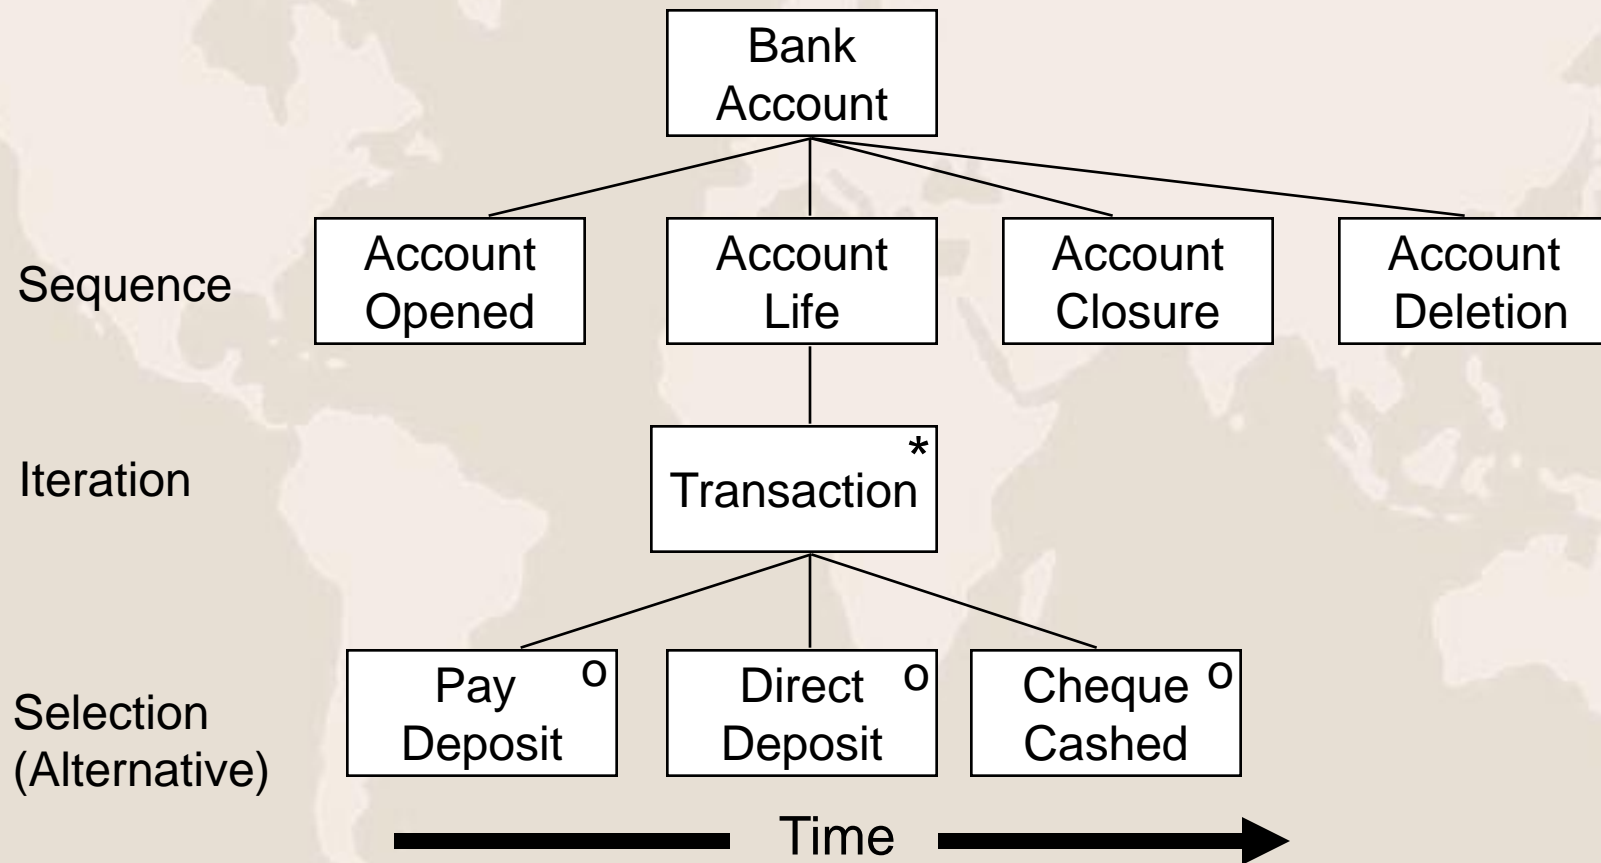 Bank
Account
Sequence
Account
Opened
Account
Life
Account
Closure
Account
Deletion
Iteration
*
Transaction
Selection
(Alternative)
Pay o
Deposit
Direct o
Deposit
Cheque o
Cashed
Time